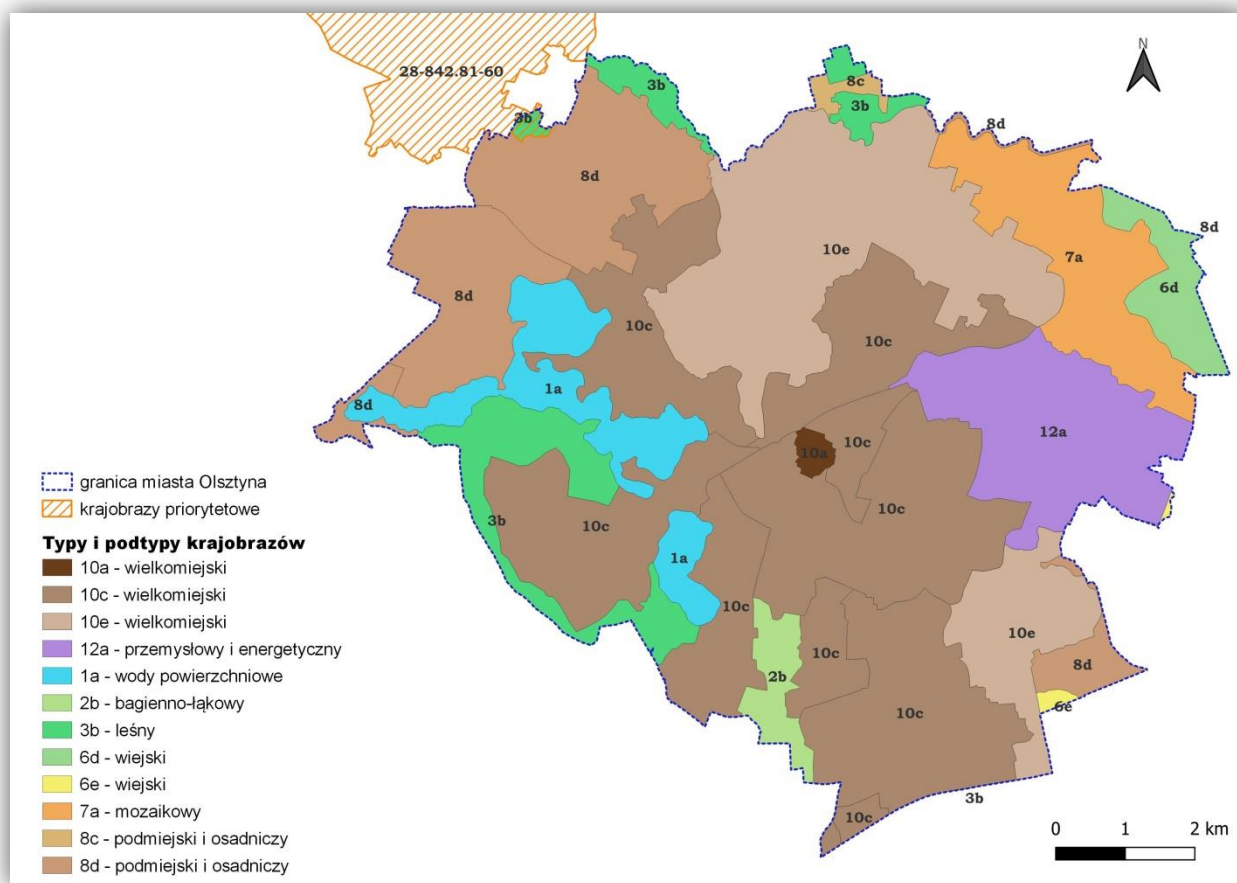 28-842.81-60
N
3b
8c
3b
8d
3b
8d
8d
10e
7a
6d
8d
10c
10c
1a
8d
12a
10a
10c
10c
3b
10c
1a
10c
10e
10c
2b
8d
10c
6e
3b
10c
granica miasta Olsztyna
krajobrazy priorytetowe
Typy i podtypy krajobrazów
10a - wielkomiejski
10c - wielkomiejski
10e - wielkomiejski
12a - przemysłowy i energetyczny
1a - wody powierzchniowe
2b - bagienno-łąkowy
3b - leśny
6d - wiejski
6e - wiejski
7a - mozaikowy
8c - podmiejski i osadniczy
8d - podmiejski i osadniczy
0 1 2 km